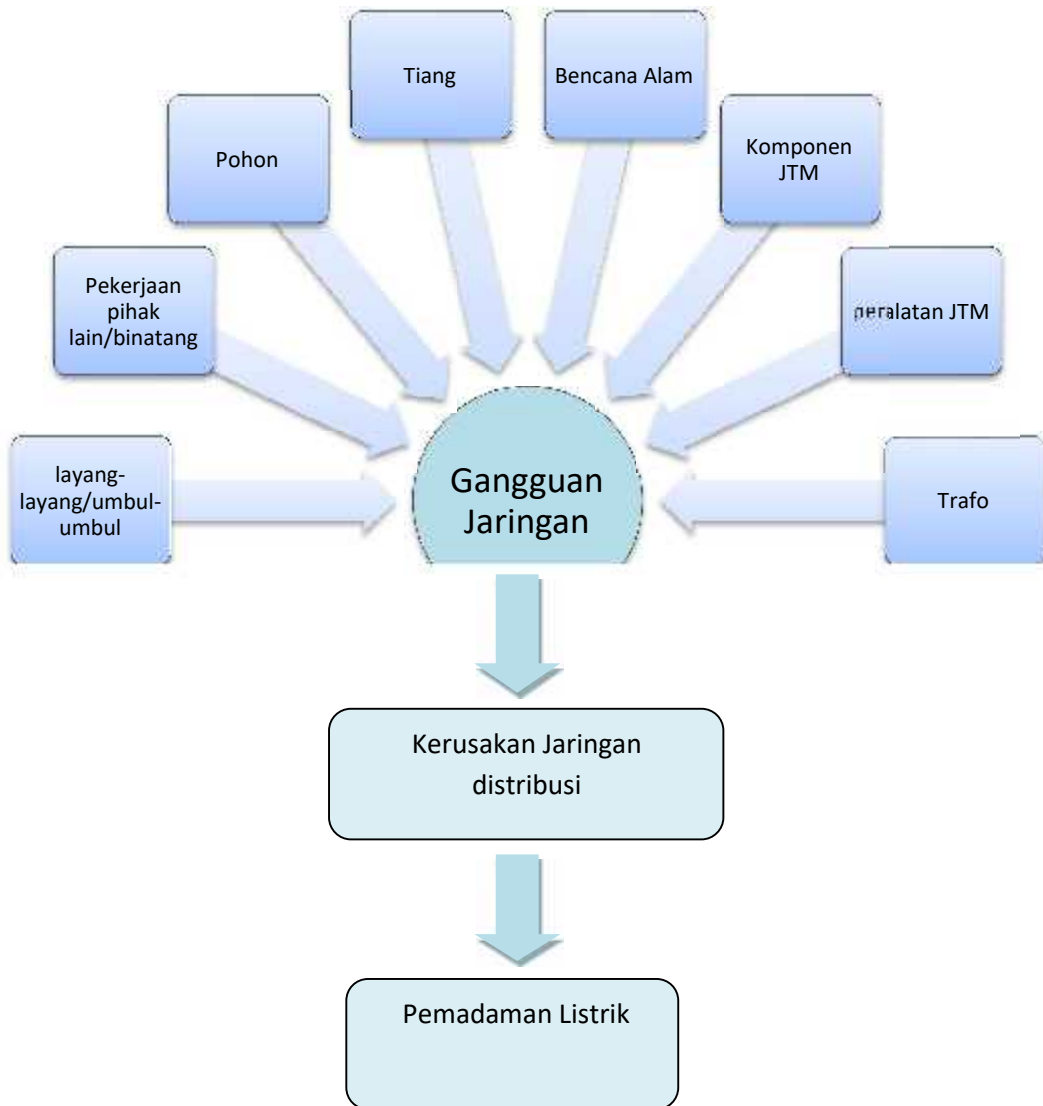 Tiang
Bencana Alam
Pohon
Komponen
JTM
Pekerjaan
pihak
lain/binatang
peralatan JTM
layang-
layang/umbul-
umbul
Gangguan
Jaringan
Trafo
Kerusakan Jaringan
distribusi
Pemadaman Listrik